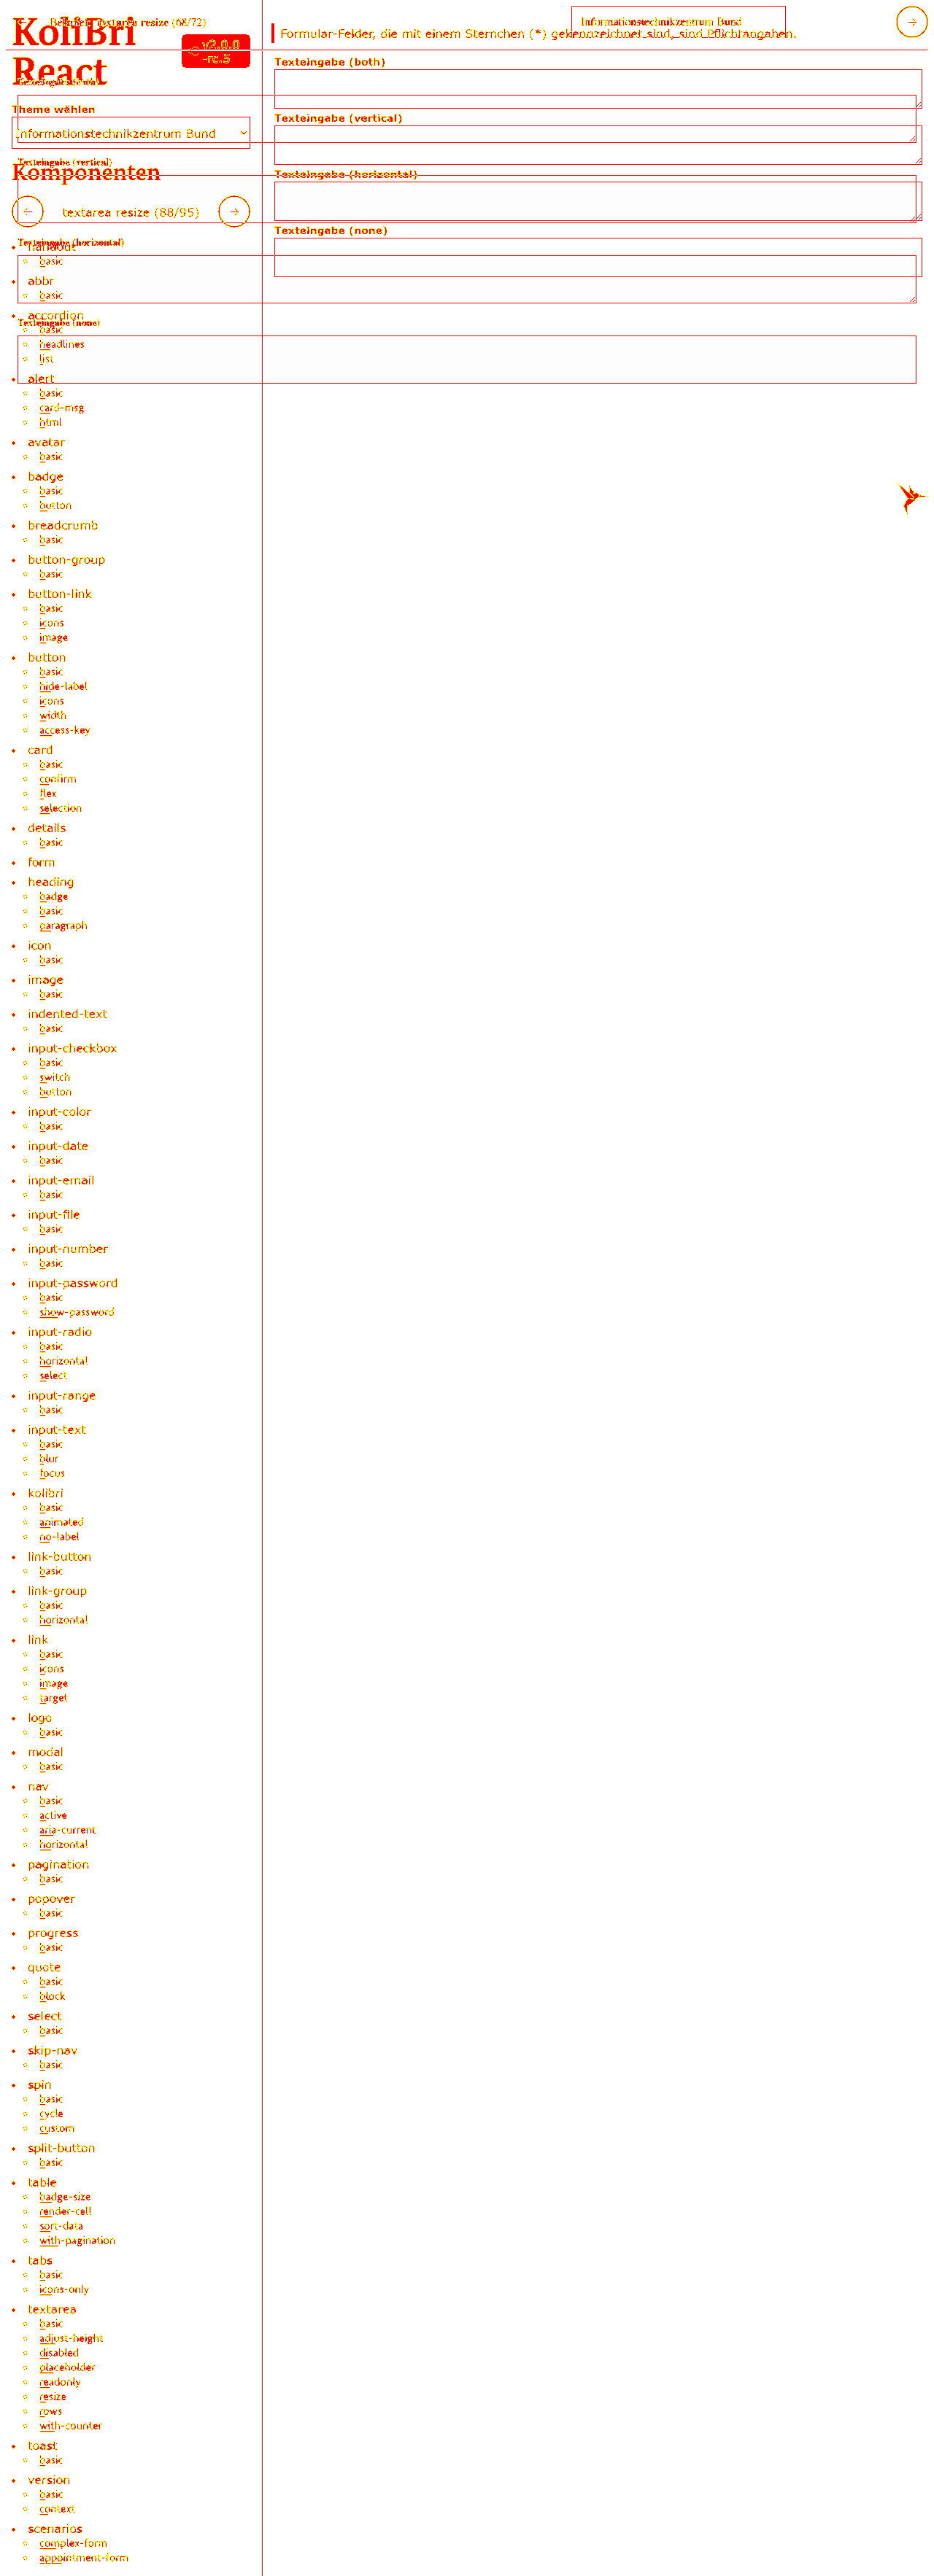 KoliBri
React
v2.0.0
-rc.5
Beispiel: textarea resize (68/72)
Informationstechnikzentrum Bund
Formular-Felder, die mit einem Sternchen (*) gekennzeichnet sind, sind Pflichtangaben.
Theme wählen
Informationstechnikzentrum Bund
Komponenten
textarea resize (88/95)
Texteingabe (both)
Texteingabe (vertical)
Texteingabe (horizontal)
Texteingabe (none)
Texteingabe (vertical)
Texteingabe (horizontal)
Texteingabe (none)
handout
basic
abbr
basic
accordion
basic
headlines
list
alert
basic
card-msg
html
avatar
basic
badge
basic
button
breadcrumb
basic
button-group
basic
button-link
basic
icons
image
button
basic
hide-label
icons
width
access-key
card
basic
confirm
flex
selection
details
basic
form
heading
badge
basic
paragraph
icon
basic
image
basic
indented-text
basic
input-checkbox
basic
switch
button
input-color
basic
input-date
basic
input-email
basic
input-file
basic
input-number
basic
input-password
basic
show-password
input-radio
basic
horizontal
select
input-range
basic
input-text
basic
blur
focus
kolibri
basic
animated
no-label
link-button
basic
link-group
basic
horizontal
link
basic
icons
image
target
logo
basic
modal
basic
nav
basic
active
aria-current
horizontal
pagination
basic
popover
basic
progress
basic
quote
basic
block
select
basic
skip-nav
basic
spin
basic
cycle
custom
split-button
basic
table
badge-size
render-cell
sort-data
with-pagination
tabs
basic
icons-only
textarea
basic
adjust-height
disabled
placeholder
readonly
resize
rows
with-counter
toast
basic
version
basic
context
scenarios
complex-form
appointment-form